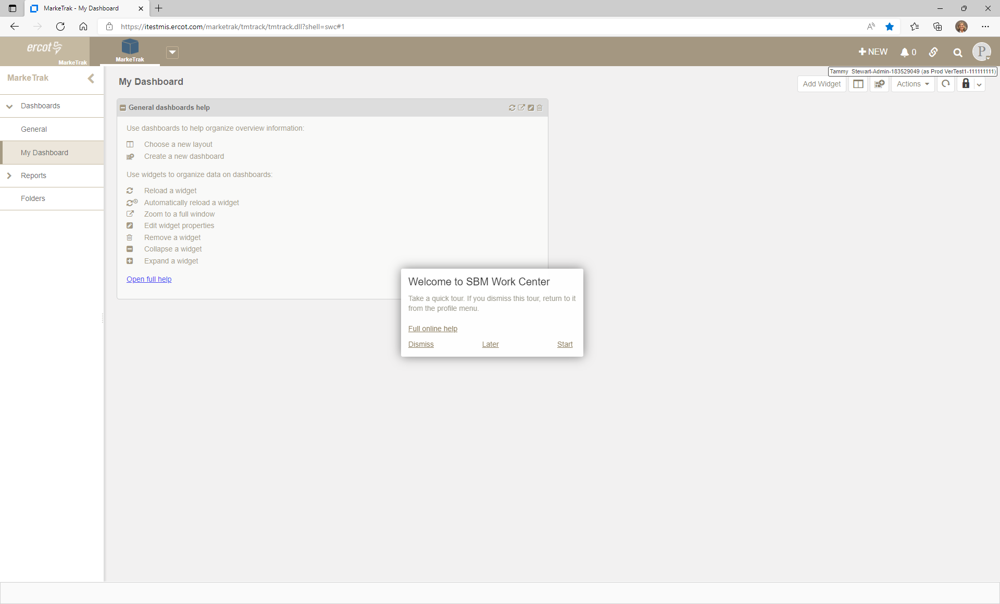 MarkeTrak - My Dashboard
https://itestmis.ercot.com/marketrak/tmtrack/tmtrack.dll?shell=swc#1
ercot
MarkeTrak
MarkeTrak
NEW
0
P
Tammy Stewart-Admin-183529049 (as Prod VerTest1-111111111)
MarkeTrak
My Dashboard
Add Widget
Actions
Dashboards
General
My Dashboard
Reports
Folders
General dashboards help
Use dashboards to help organize overview information:
Choose a new layout
Create a new dashboard
Use widgets to organize data on dashboards:
Reload a widget
Automatically reload a widget
Zoom to a full window
Edit widget properties
Remove a widget
Collapse a widget
Expand a widget
Open full help
Welcome to SBM Work Center
Take a quick tour. If you dismiss this tour, return to it
from the profile menu.
Full online help
Dismiss Later Start